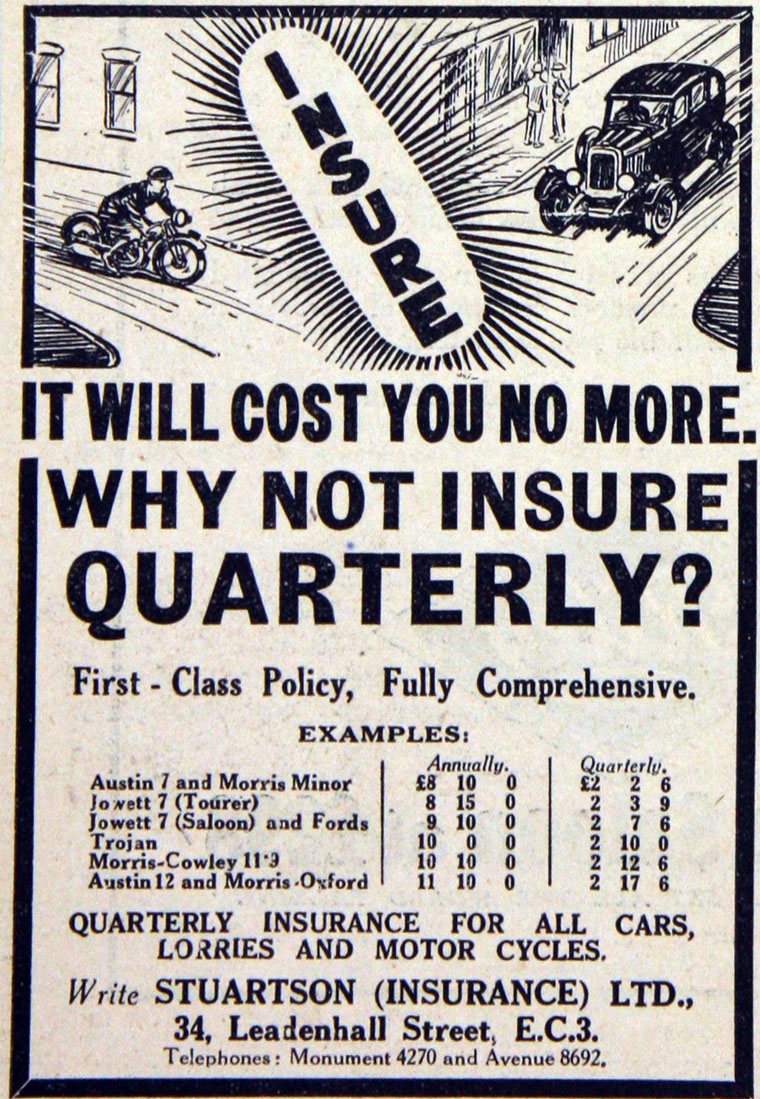 INSURE
IT WILL COST YOU NO MORE.
WHY NOT INSURE
QUARTERLY?
First - Class Policy, Fully Comprehensive.
EXAMPLES:
Annually. Quarterly.
Austin 7 and Morris Minor £8 10 0 £2 2 6
Jowett 7 (Tourer) 8 15 0 2 3 9
Jowett 7 (Saloon) and Fords 9 10 0 2 7 6
Trojan 10 0 0 2 10 0
Morris-Cowley 11·9 10 10 0 2 12 6
Austin 12 and Morris-Oxford 11 10 0 2 17 6
QUARTERLY INSURANCE FOR ALL CARS,
LORRIES AND MOTOR CYCLES.
Write STUARTSON (INSURANCE) LTD.,
34, Leadenhall Street, E.C.3.
Telephones: Monument 4270 and Avenue 8692.